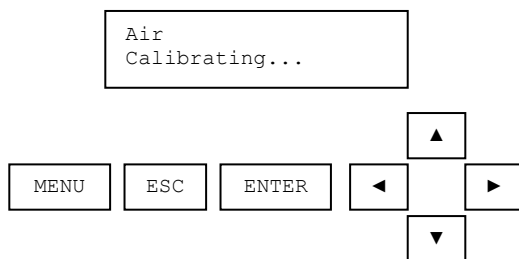 Air
Calibrating...
▲
MENU ESC ENTER ◄ ►
▼